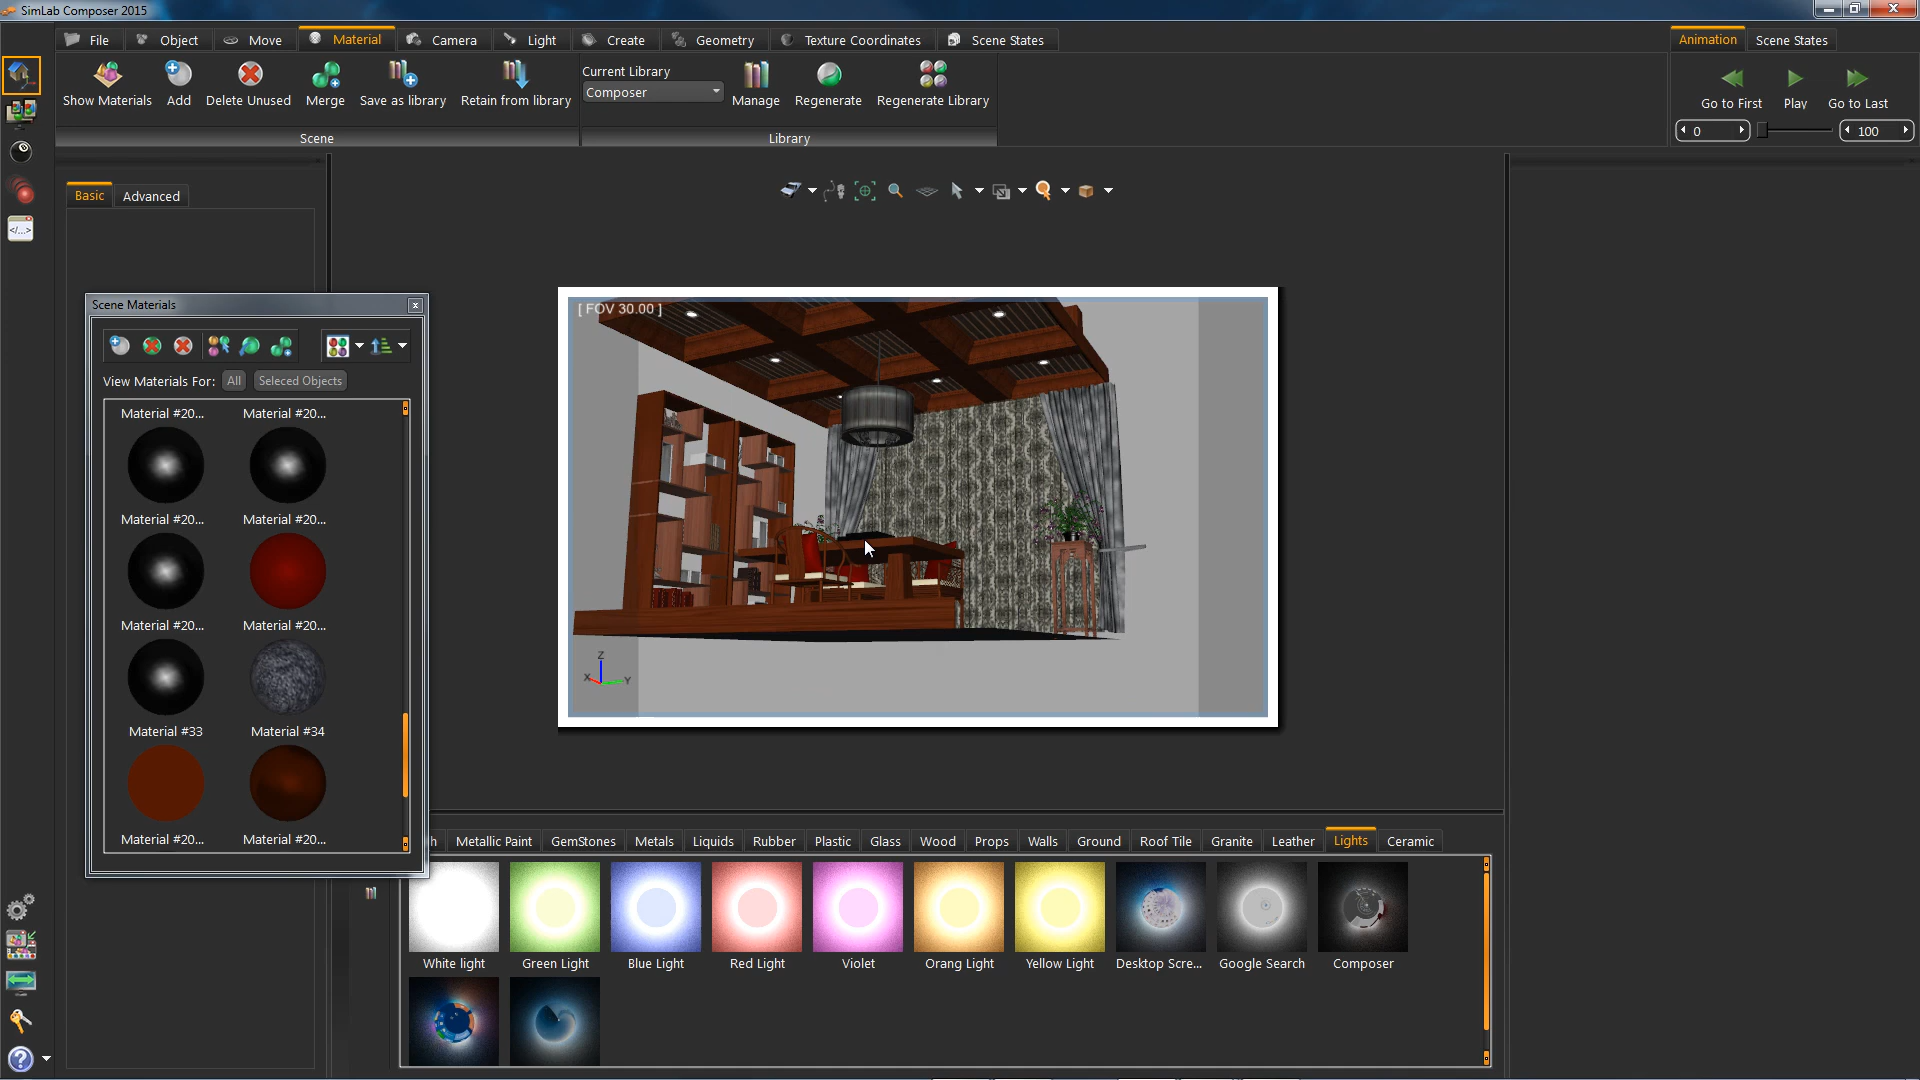 SimLab Composer 2015
File Object Move Material Camera Light Create Geometry Texture Coordinates Scene States
Animation Scene States
Show Materials Add Delete Unused Merge Save as library Retain from library
Current Library
Composer
Manage Regenerate Regenerate Library
Go to First Play Go to Last
0 100
Scene Library
Basic Advanced
Scene Materials
View Materials For: All Seleced Objects
Material #20... Material #20...
Material #20... Material #20...
Material #20... Material #20...
Material #33 Material #34
Material #20... Material #20...
[ FOV 30.00 ]
Z
X Y
</...>
h Metallic Paint GemStones Metals Liquids Rubber Plastic Glass Wood Props Walls Ground Roof Tile Granite Leather Lights Ceramic
White light Green Light Blue Light Red Light Violet Orang Light Yellow Light Desktop Scre... Google Search Composer